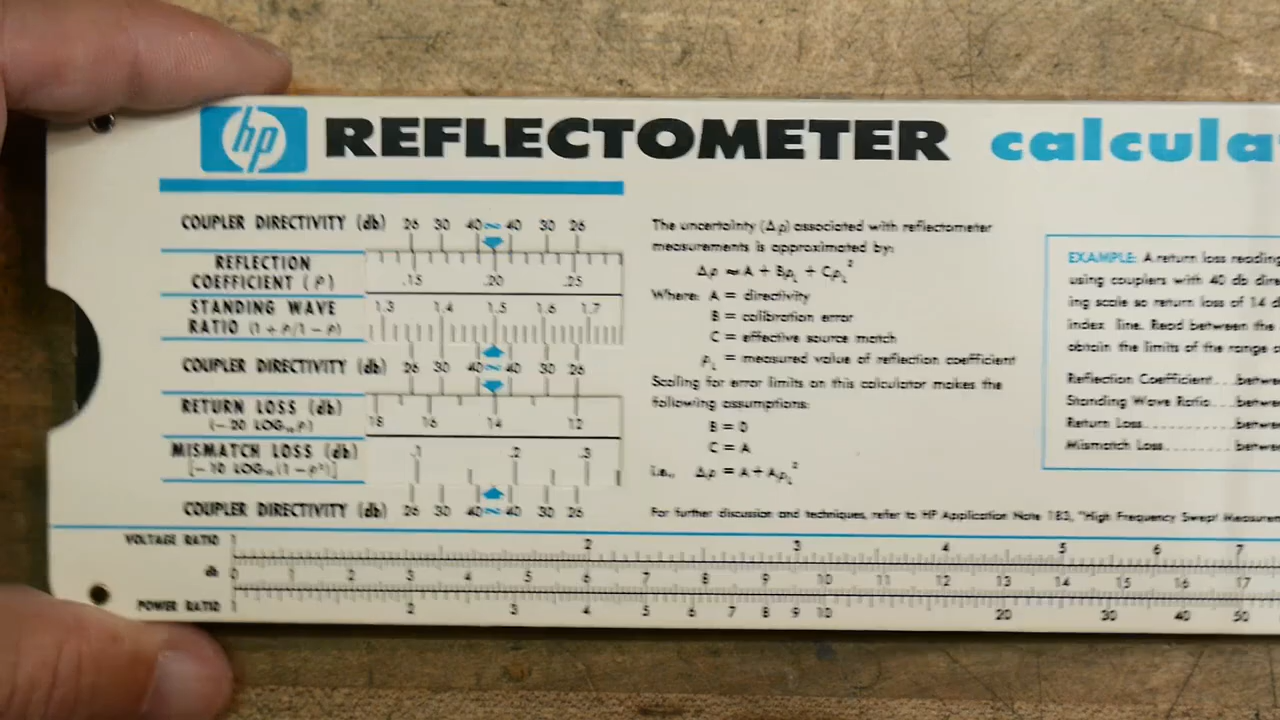 hp REFLECTOMETER calcula
COUPLER DIRECTIVITY (db) 26 30 40 ∞ 40 30 26
REFLECTION COEFFICIENT (ρ) .15 .20 .25
STANDING WAVE RATIO (1+ρ/1-ρ) 1.3 1.4 1.5 1.6 1.7
COUPLER DIRECTIVITY (db) 26 30 40 ∞ 40 30 26
RETURN LOSS (db) (-20 LOG₁₀ρ) 18 16 14 12
MISMATCH LOSS (db) [-10 LOG₁₀(1-ρ²)] .1 .2 .3
COUPLER DIRECTIVITY (db) 26 30 40 ∞ 40 30 26
The uncertainty (Δρ) associated with reflectometer
measurements is approximated by:
Δρ ≈ A + Bρ_L + Cρ_L²
Where: A = directivity
B = calibration error
C = effective source match
ρ_L = measured value of reflection coefficient
Scaling for error limits on this calculator makes the
following assumptions:
B = 0
C = A
i.e., Δρ = A + Aρ_L²
For further discussion and techniques, refer to HP Application Note 183, "High Frequency Swept Measurem
EXAMPLE: A return loss reading
using couplers with 40 db dire
ing scale so return loss of 14 d
index line. Read between the
obtain the limits of the range o
Reflection Coefficient...betwe
Standing Wave Ratio...betwe
Return Loss..........betwe
Mismatch Loss.........betwe
VOLTAGE RATIO 1 2 3 4 5 6 7
db 0 1 2 3 4 5 6 7 8 9 10 11 12 13 14 15 16 17
POWER RATIO 1 2 3 4 5 6 7 8 9 10 20 30 40 50